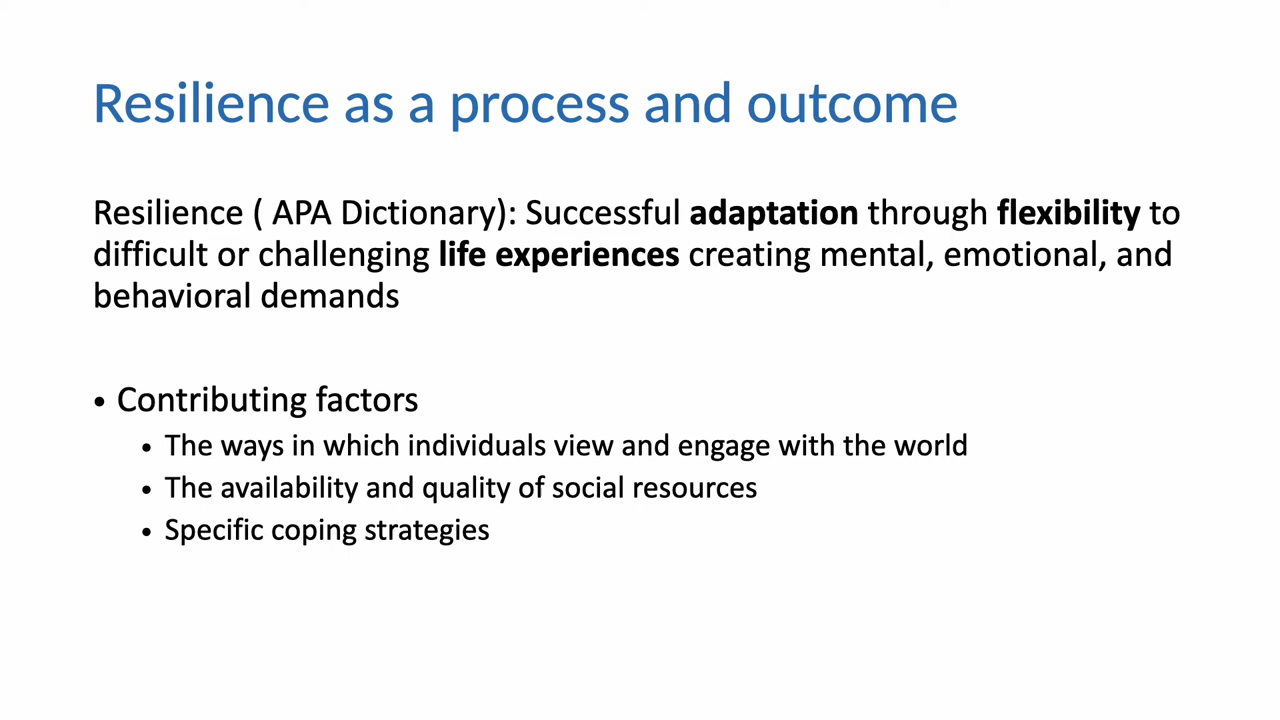 Resilience as a process and outcome
Resilience ( APA Dictionary): Successful adaptation through flexibility to
difficult or challenging life experiences creating mental, emotional, and
behavioral demands
• Contributing factors
• The ways in which individuals view and engage with the world
• The availability and quality of social resources
• Specific coping strategies